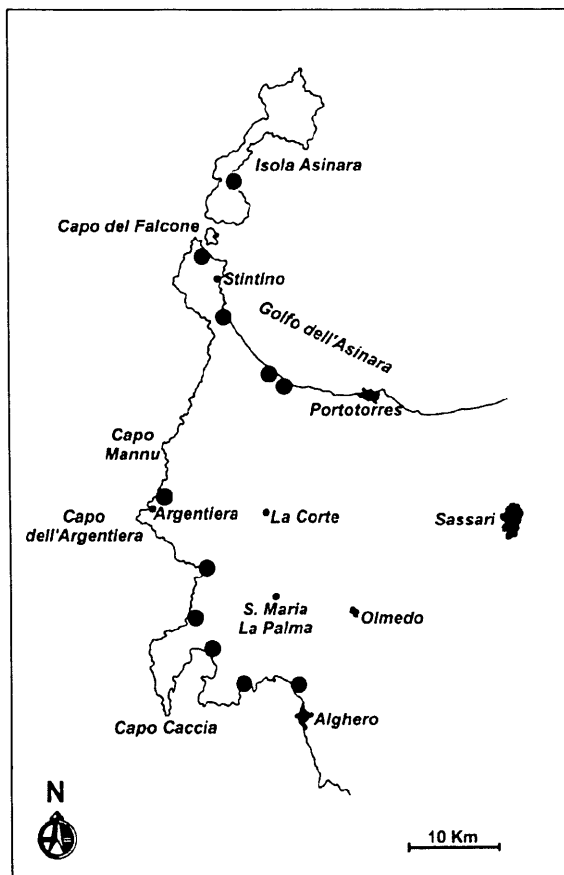 Isola Asinara
Capo del Falcone
Stintino
Golfo dell'Asinara
Portotorres
Capo
Mannu
Argentiera
Capo
dell'Argentiera
La Corte
Sassari
S. Maria
La Palma
Olmedo
Capo Caccia
Alghero
N
10 Km